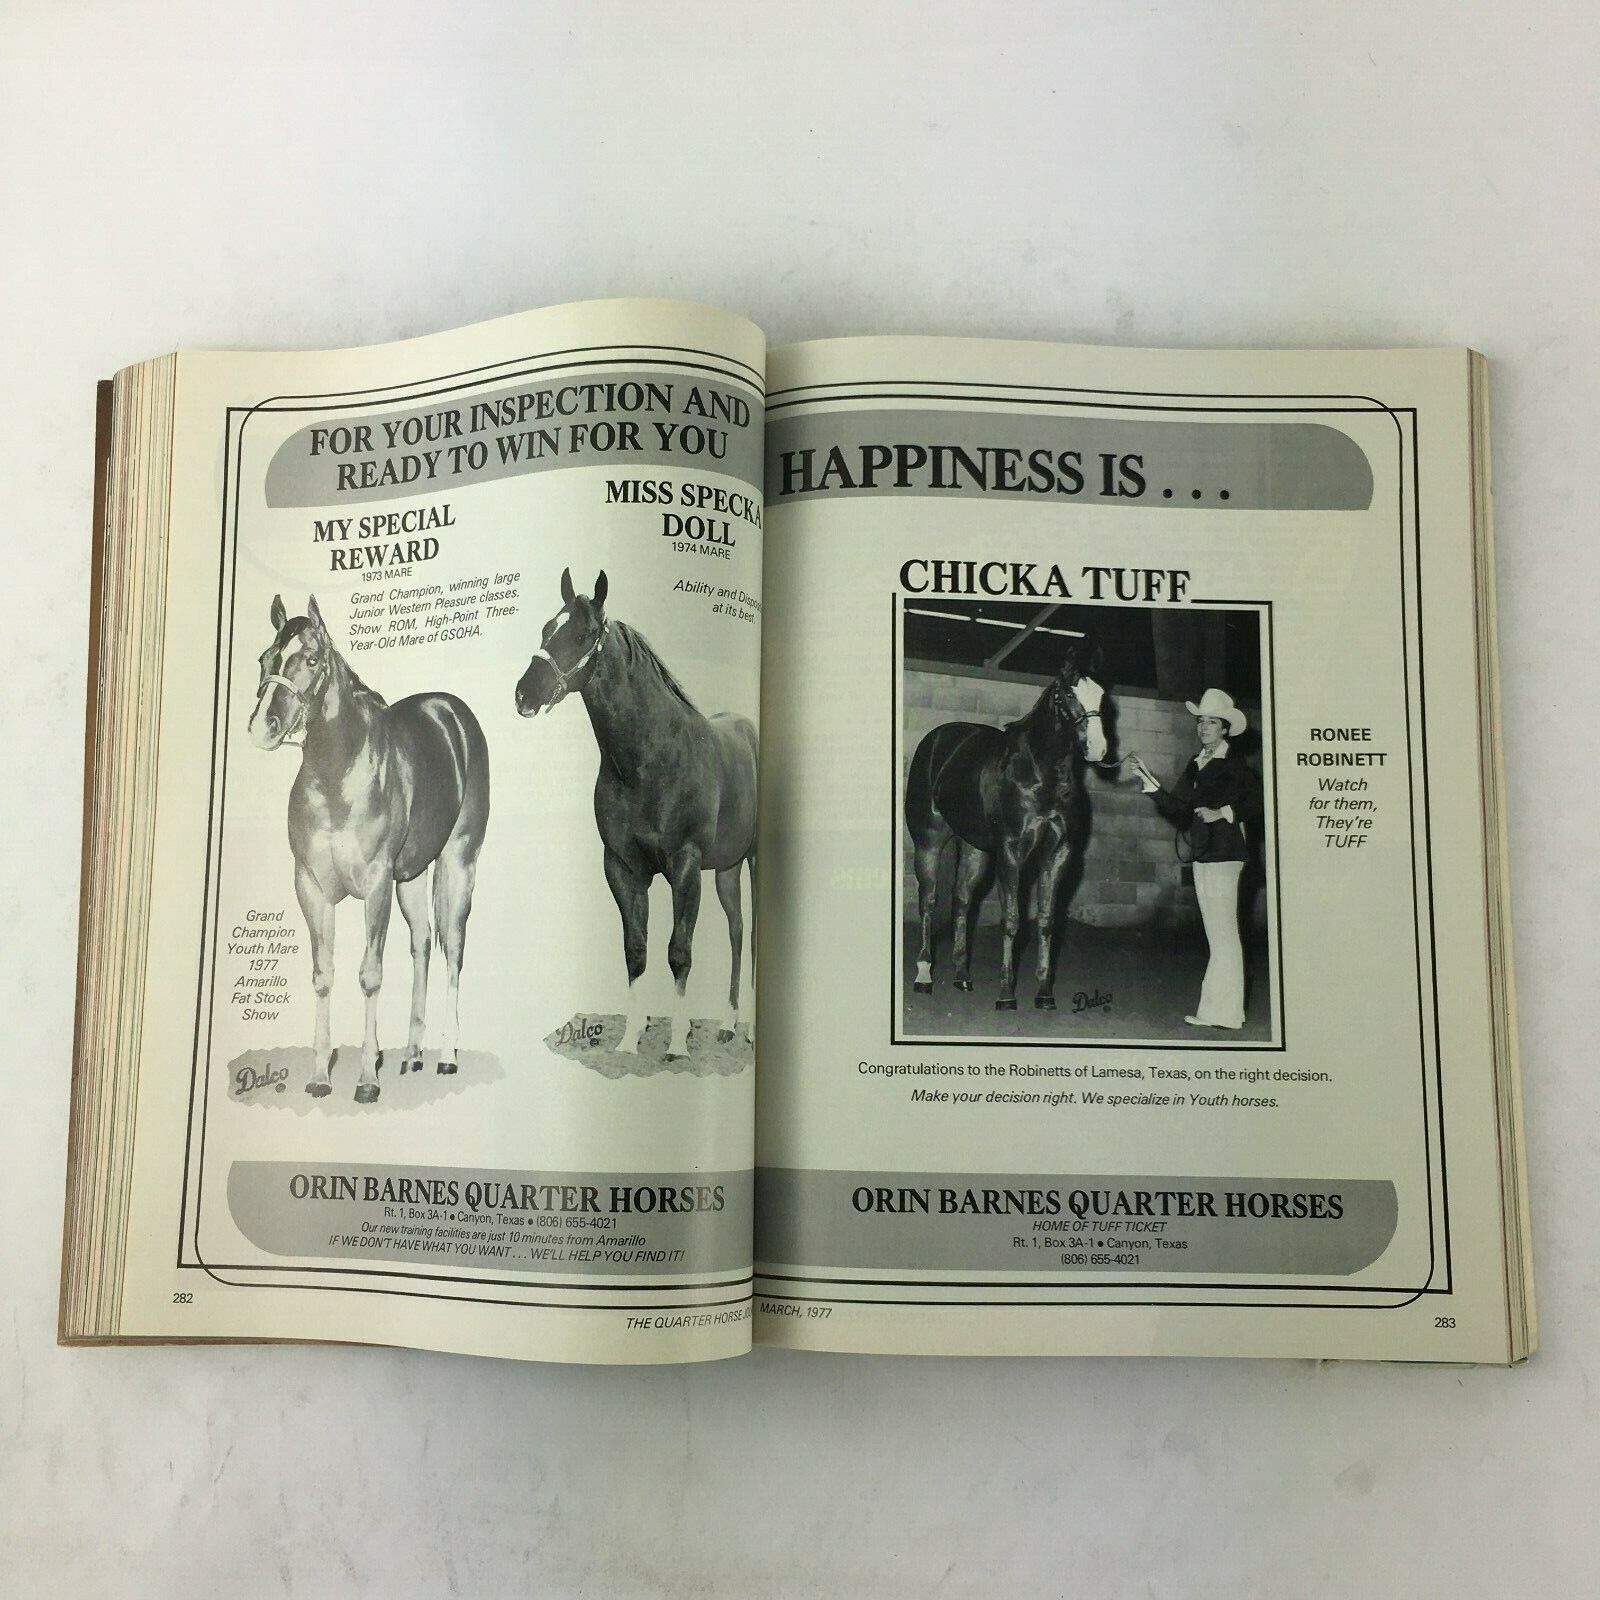 FOR YOUR INSPECTION AND
READY TO WIN FOR YOU
MY SPECIAL
REWARD
1973 MARE
Grand Champion, winning large
Junior Western Pleasure classes.
Show ROM, High-Point Three-
Year-Old Mare of GSQHA.
MISS SPECKA
DOLL
1974 MARE
Ability and
at its best.
Grand
Champion
Youth Mare
1977
Amarillo
Fat Stock
Show
Dalco
Dalco
ORIN BARNES QUARTER HORSES
Rt. 1, Box 3A-1 ● Canyon, Texas ● (806) 655-4021
Our new training facilities are just 10 minutes from Amarillo
IF WE DON'T HAVE WHAT YOU WANT . . . WE'LL HELP YOU FIND IT!
282
THE QUARTER HORSE
HAPPINESS IS . . .
CHICKA TUFF
RONEE
ROBINETT
Watch
for them,
They're
TUFF
Dalco
Congratulations to the Robinetts of Lamesa, Texas, on the right decision.
Make your decision right. We specialize in Youth horses.
ORIN BARNES QUARTER HORSES
HOME OF TUFF TICKET
Rt. 1, Box 3A-1 ● Canyon, Texas
(806) 655-4021
MARCH, 1977
283